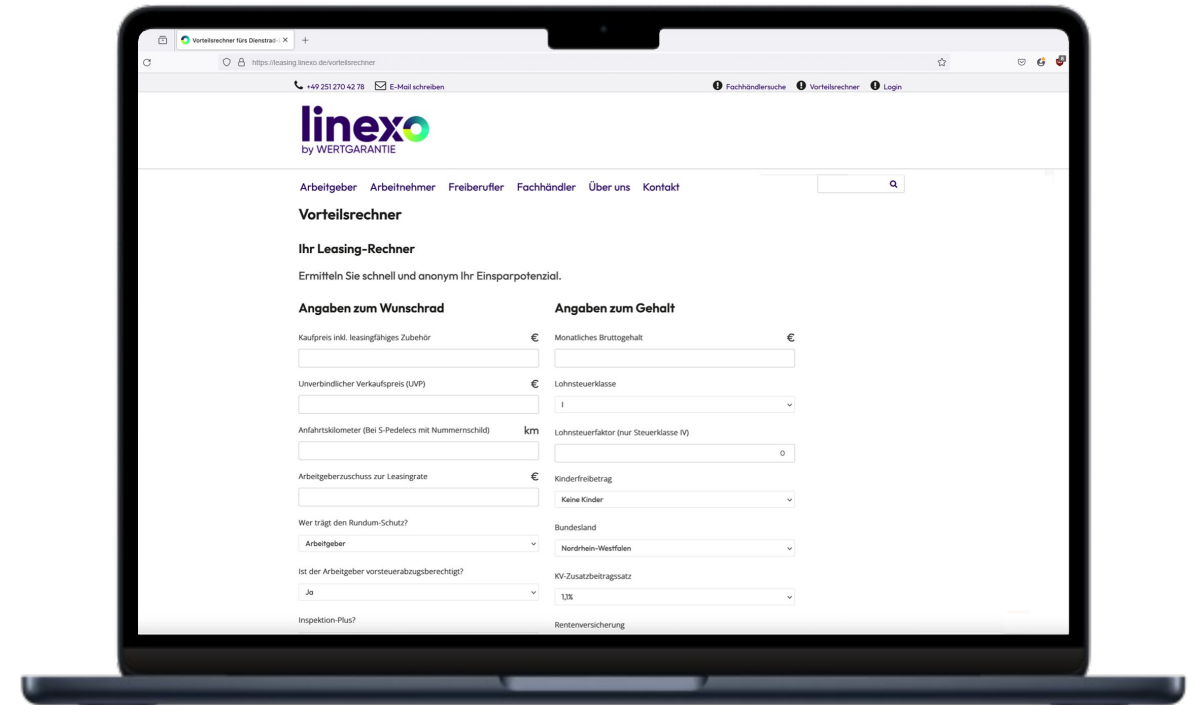 Vorteilsrechner fürs Dienstrad-
https://leasing.linexo.de/vorteilsrechner
+49 251 270 42 78 E-Mail schreiben Fachhändlersuche Vorteilsrechner Login
linexo
by WERTGARANTIE
Arbeitgeber Arbeitnehmer Freiberufler Fachhändler Über uns Kontakt
Vorteilsrechner
Ihr Leasing-Rechner
Ermitteln Sie schnell und anonym Ihr Einsparpotenzial.
Angaben zum Wunschrad
Kaufpreis inkl. leasingfähiges Zubehör €
Unverbindlicher Verkaufspreis (UVP) €
Anfahrtskilometer (Bei S-Pedelecs mit Nummernschild) km
Arbeitgeberzuschuss zur Leasingrate €
Wer trägt den Rundum-Schutz?
Arbeitgeber
Ist der Arbeitgeber vorsteuerabzugsberechtigt?
Ja
Inspektion-Plus?
Angaben zum Gehalt
Monatliches Bruttogehalt €
Lohnsteuerklasse
I
Lohnsteuerfaktor (nur Steuerklasse IV)
0
Kinderfreibetrag
Keine Kinder
Bundesland
Nordrhein-Westfalen
KV-Zusatzbeitragssatz
1,1%
Rentenversicherung